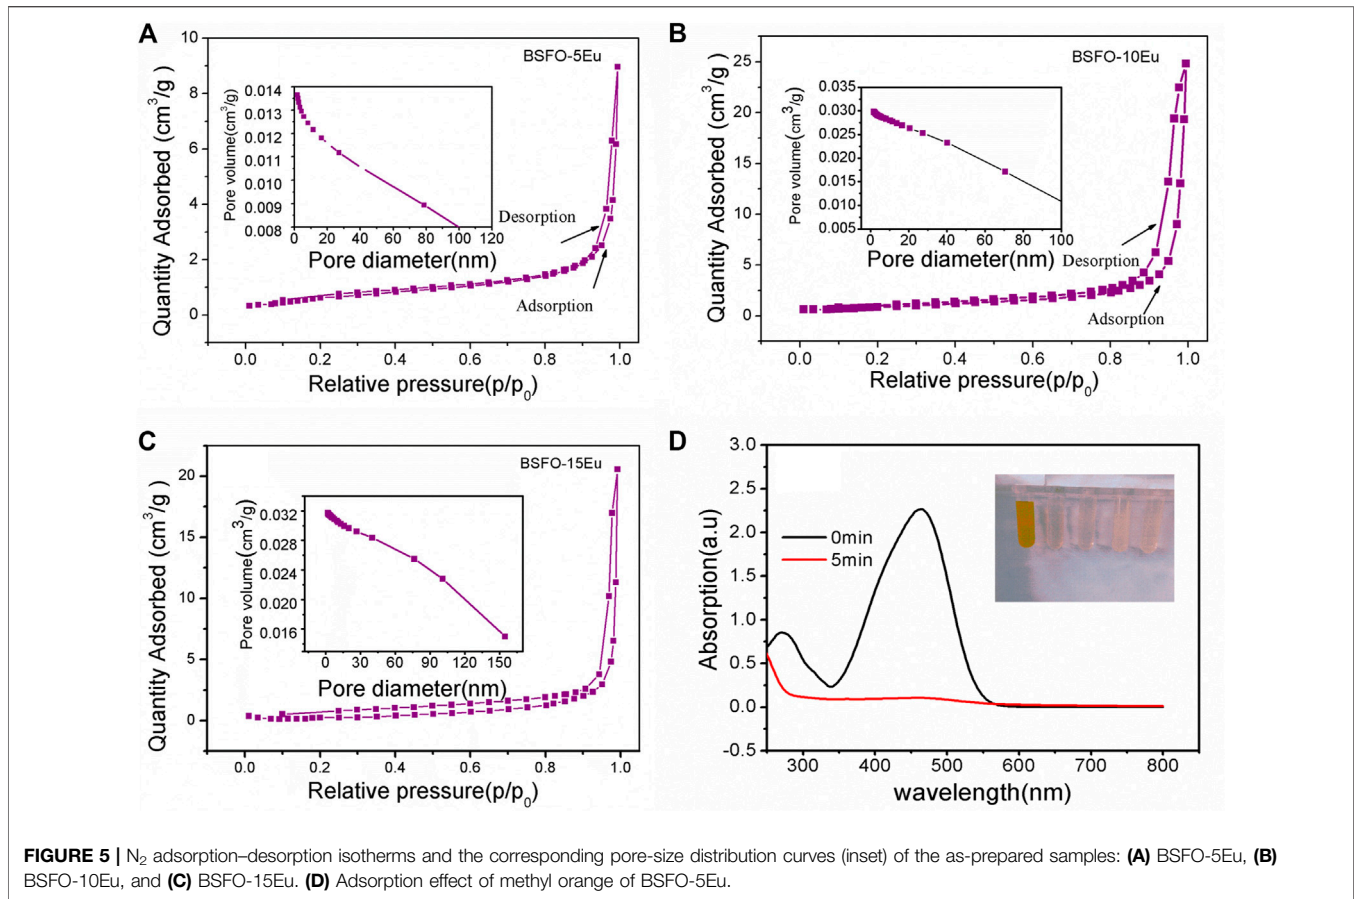 A
BSFO-5Eu
Quantity Adsorbed (cm³/g )
10
8
6
4
2
0
0.0 0.2 0.4 0.6 0.8 1.0
Relative pressure(p/p₀)
Desorption
Adsorption
Pore volume(cm³/g)
0.014
0.013
0.012
0.011
0.010
0.009
0.008
0 20 40 60 80 100 120
Pore diameter(nm)
B
BSFO-10Eu
Quantity Adsorbed (cm³/g )
25
20
15
10
5
0
0.0 0.2 0.4 0.6 0.8 1.0
Relative pressure(p/p₀)
Desorption
Adsorption
Pore volume(cm³/g)
0.035
0.030
0.025
0.020
0.015
0.010
0.005
0 20 40 60 80 100
Pore diameter(nm)
C
BSFO-15Eu
Quantity Adsorbed (cm³/g )
20
15
10
5
0
0.0 0.2 0.4 0.6 0.8 1.0
Relative pressure(p/p₀)
Pore volume(cm³/g)
0.032
0.028
0.024
0.020
0.016
0 30 60 90 120 150
Pore diameter(nm)
D
Absorption(a.u)
3.0
2.5
2.0
1.5
1.0
0.5
0.0
-0.5
300 400 500 600 700 800
wavelength(nm)
0min
5min
FIGURE 5 | N₂ adsorption–desorption isotherms and the corresponding pore-size distribution curves (inset) of the as-prepared samples: (A) BSFO-5Eu, (B)
BSFO-10Eu, and (C) BSFO-15Eu. (D) Adsorption effect of methyl orange of BSFO-5Eu.